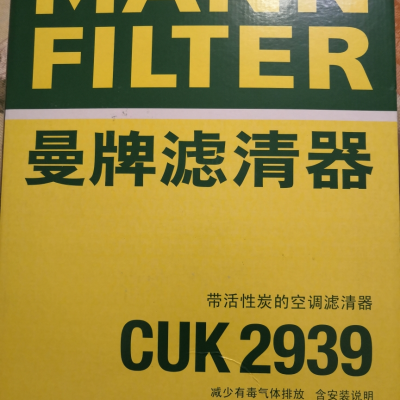 MANN
FILTER
曼牌滤清器
带活性炭的空调滤清器
CUK 2939
减少有毒气体排放 含安装说明